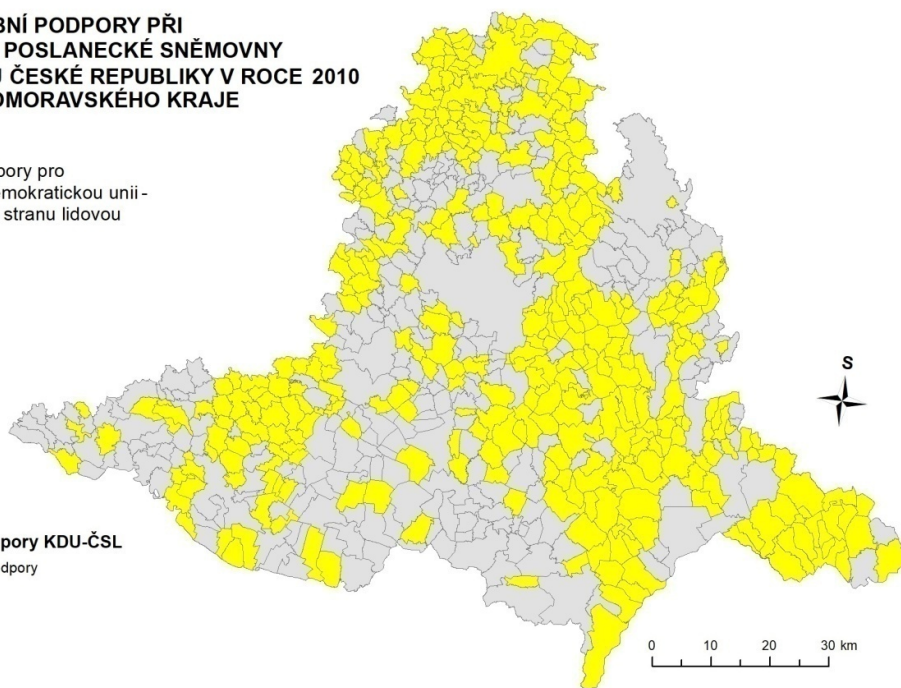 BNÍ PODPORY PŘI
POSLANECKÉ SNĚMOVNY
ČESKÉ REPUBLIKY V ROCE 2010
OMORAVSKÉHO KRAJE
pory pro
emokratickou unii -
stranu lidovou
S
pory KDU-ČSL
dpory
0 10 20 30 km